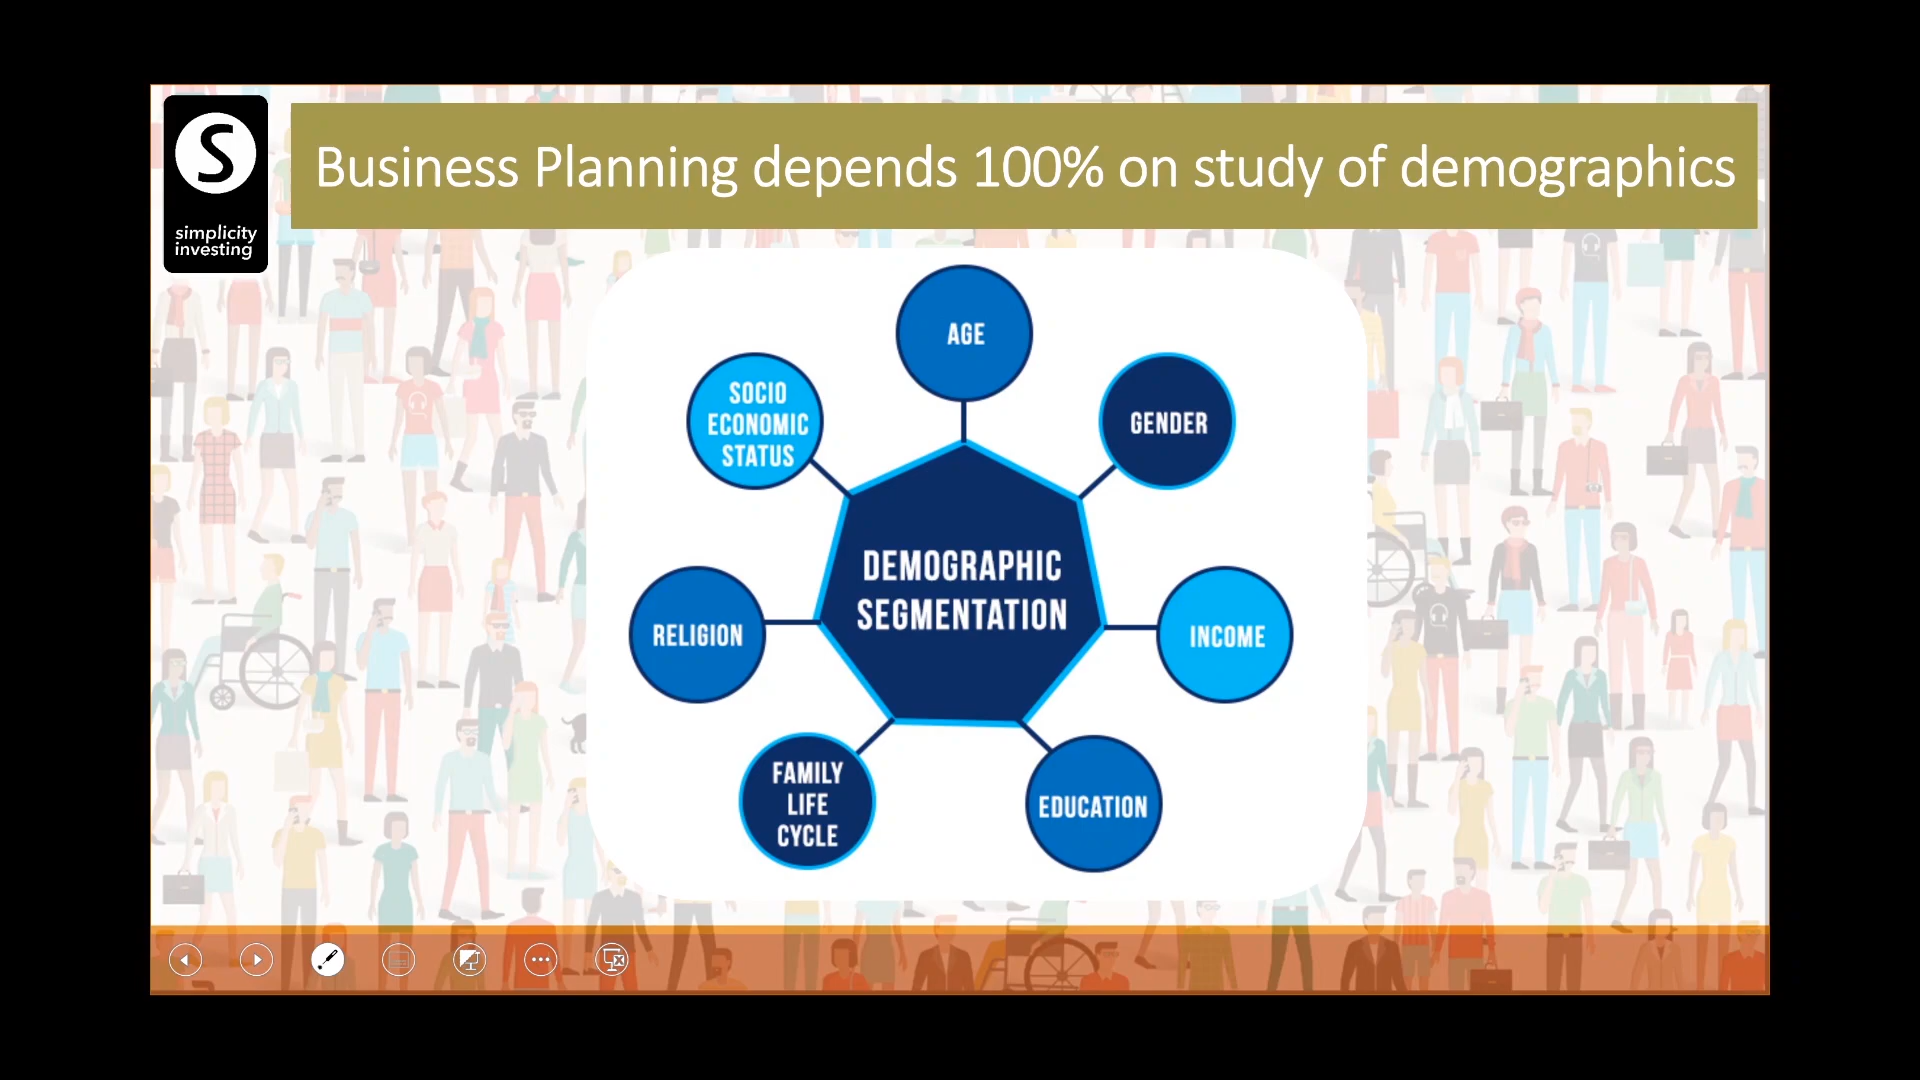 S
simplicity
investing
Business Planning depends 100% on study of demographics
AGE
GENDER
SOCIO
ECONOMIC
STATUS
DEMOGRAPHIC
SEGMENTATION
RELIGION
INCOME
FAMILY
LIFE
CYCLE
EDUCATION